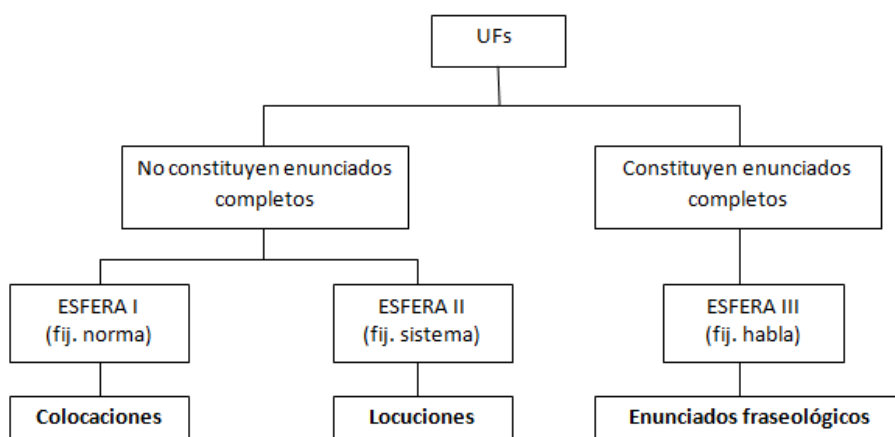 UFs
No constituyen enunciados
completos
Constituyen enunciados
completos
ESFERA I
(fij. norma)
ESFERA II
(fij. sistema)
ESFERA III
(fij. habla)
Colocaciones
Locuciones
Enunciados fraseológicos